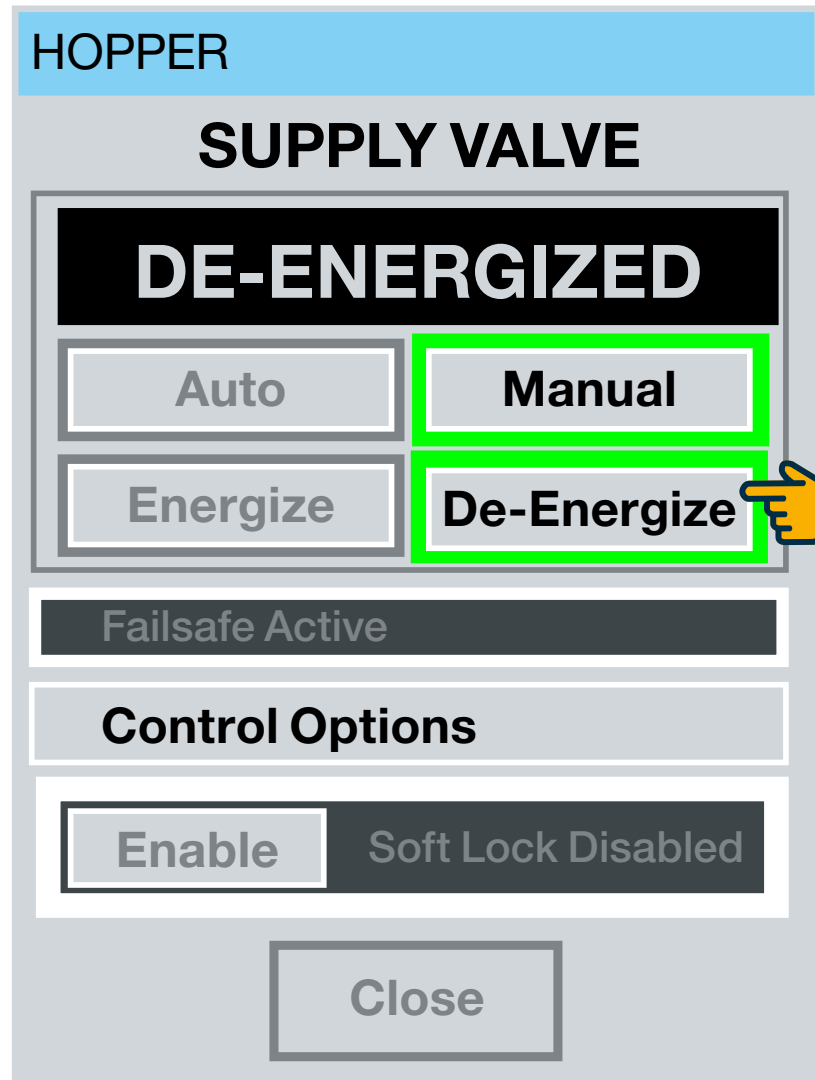 HOPPER
SUPPLY VALVE
DE-ENERGIZED
Auto Manual
Energize De-Energize
Failsafe Active
Control Options
Enable Soft Lock Disabled
Close